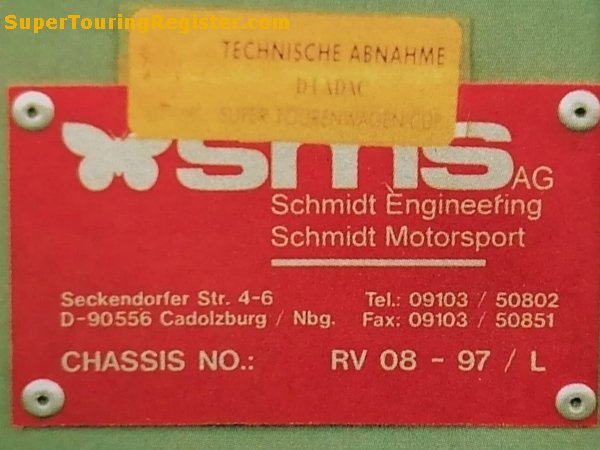 SuperTouringRegister.com
TECHNISCHE ABNAHME
D1 ADAC
SUPER TOURENWAGEN CUP
sms AG
Schmidt Engineering
Schmidt Motorsport
Seckendorfer Str. 4-6 Tel.: 09103 / 50802
D-90556 Cadolzburg / Nbg. Fax: 09103 / 50851
CHASSIS NO.: RV 08 - 97 / L